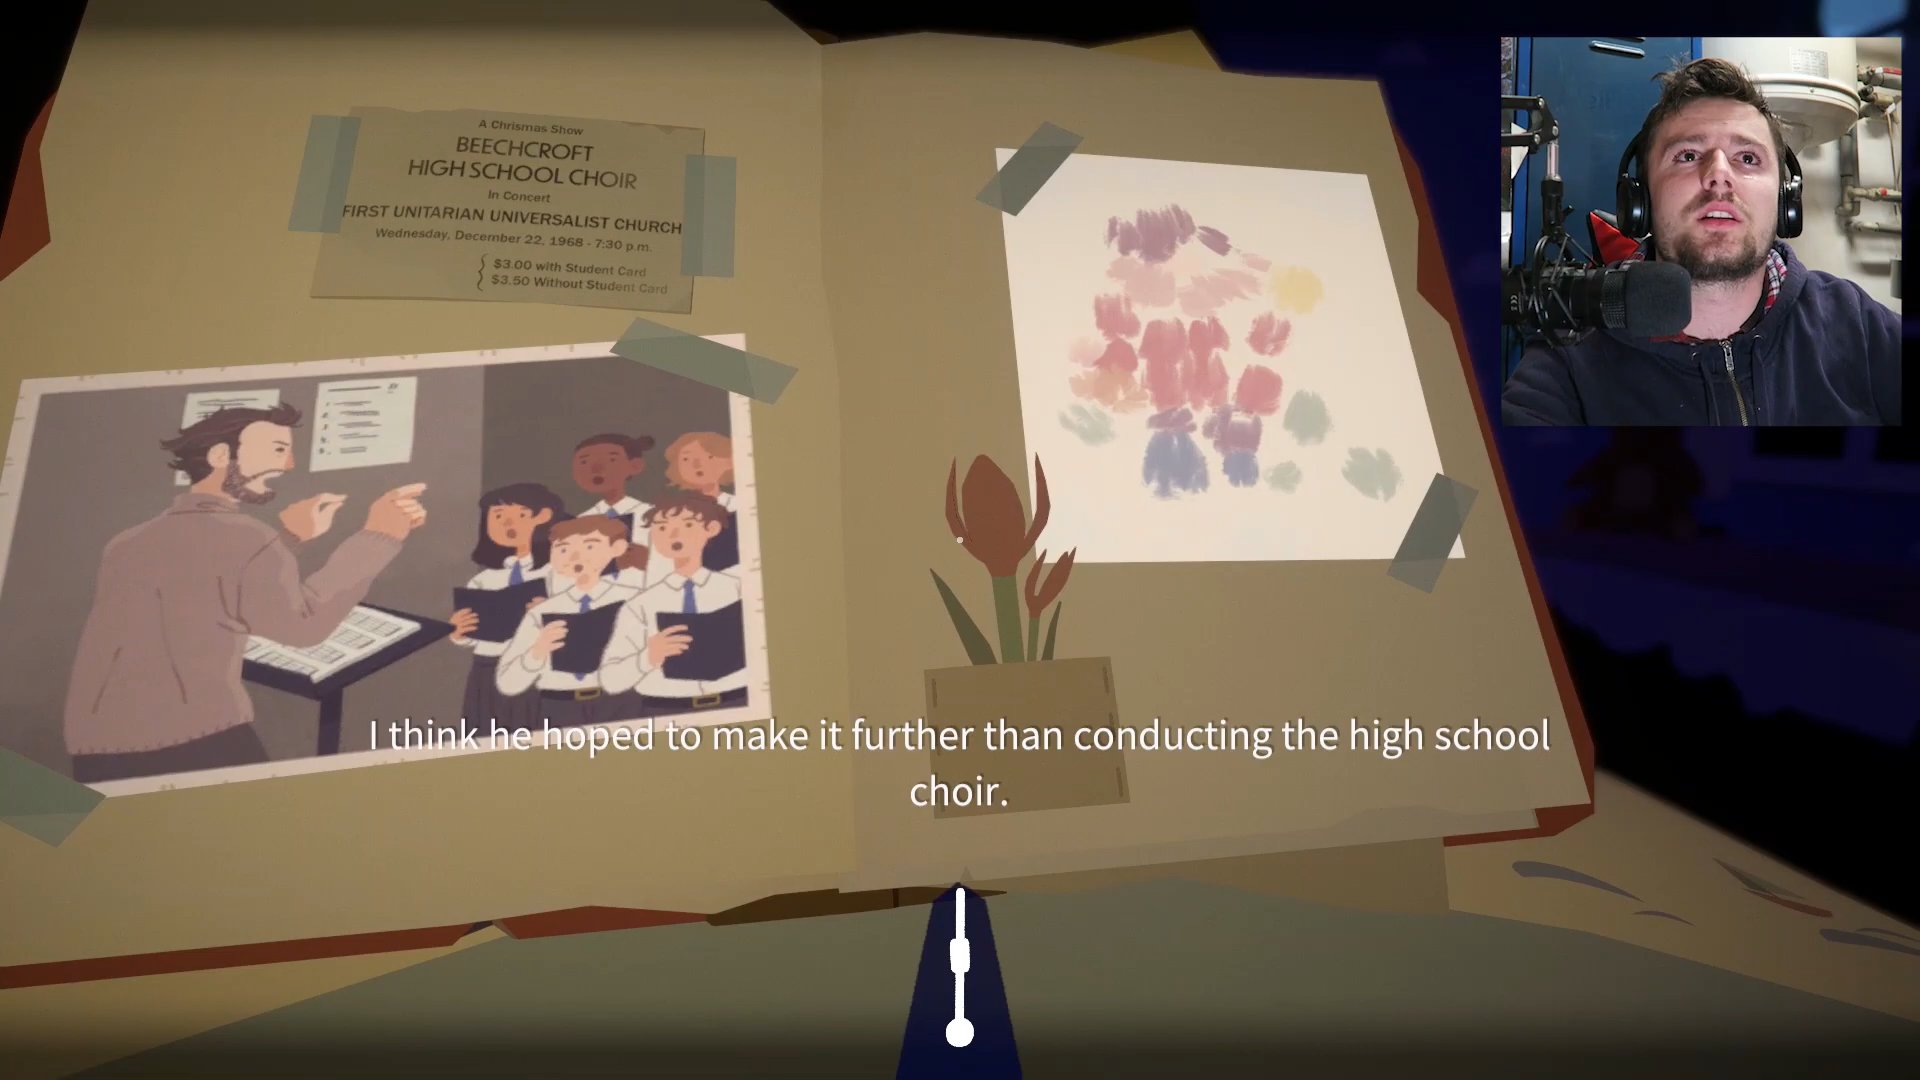 A Chrismas Show
BEECHCROFT
HIGH SCHOOL CHOIR
In Concert
FIRST UNITARIAN UNIVERSALIST CHURCH
Wednesday, December 22, 1968 - 7:30 p.m.
$3.00 with Student Card
$3.50 Without Student Card
I think he hoped to make it further than conducting the high school
choir.